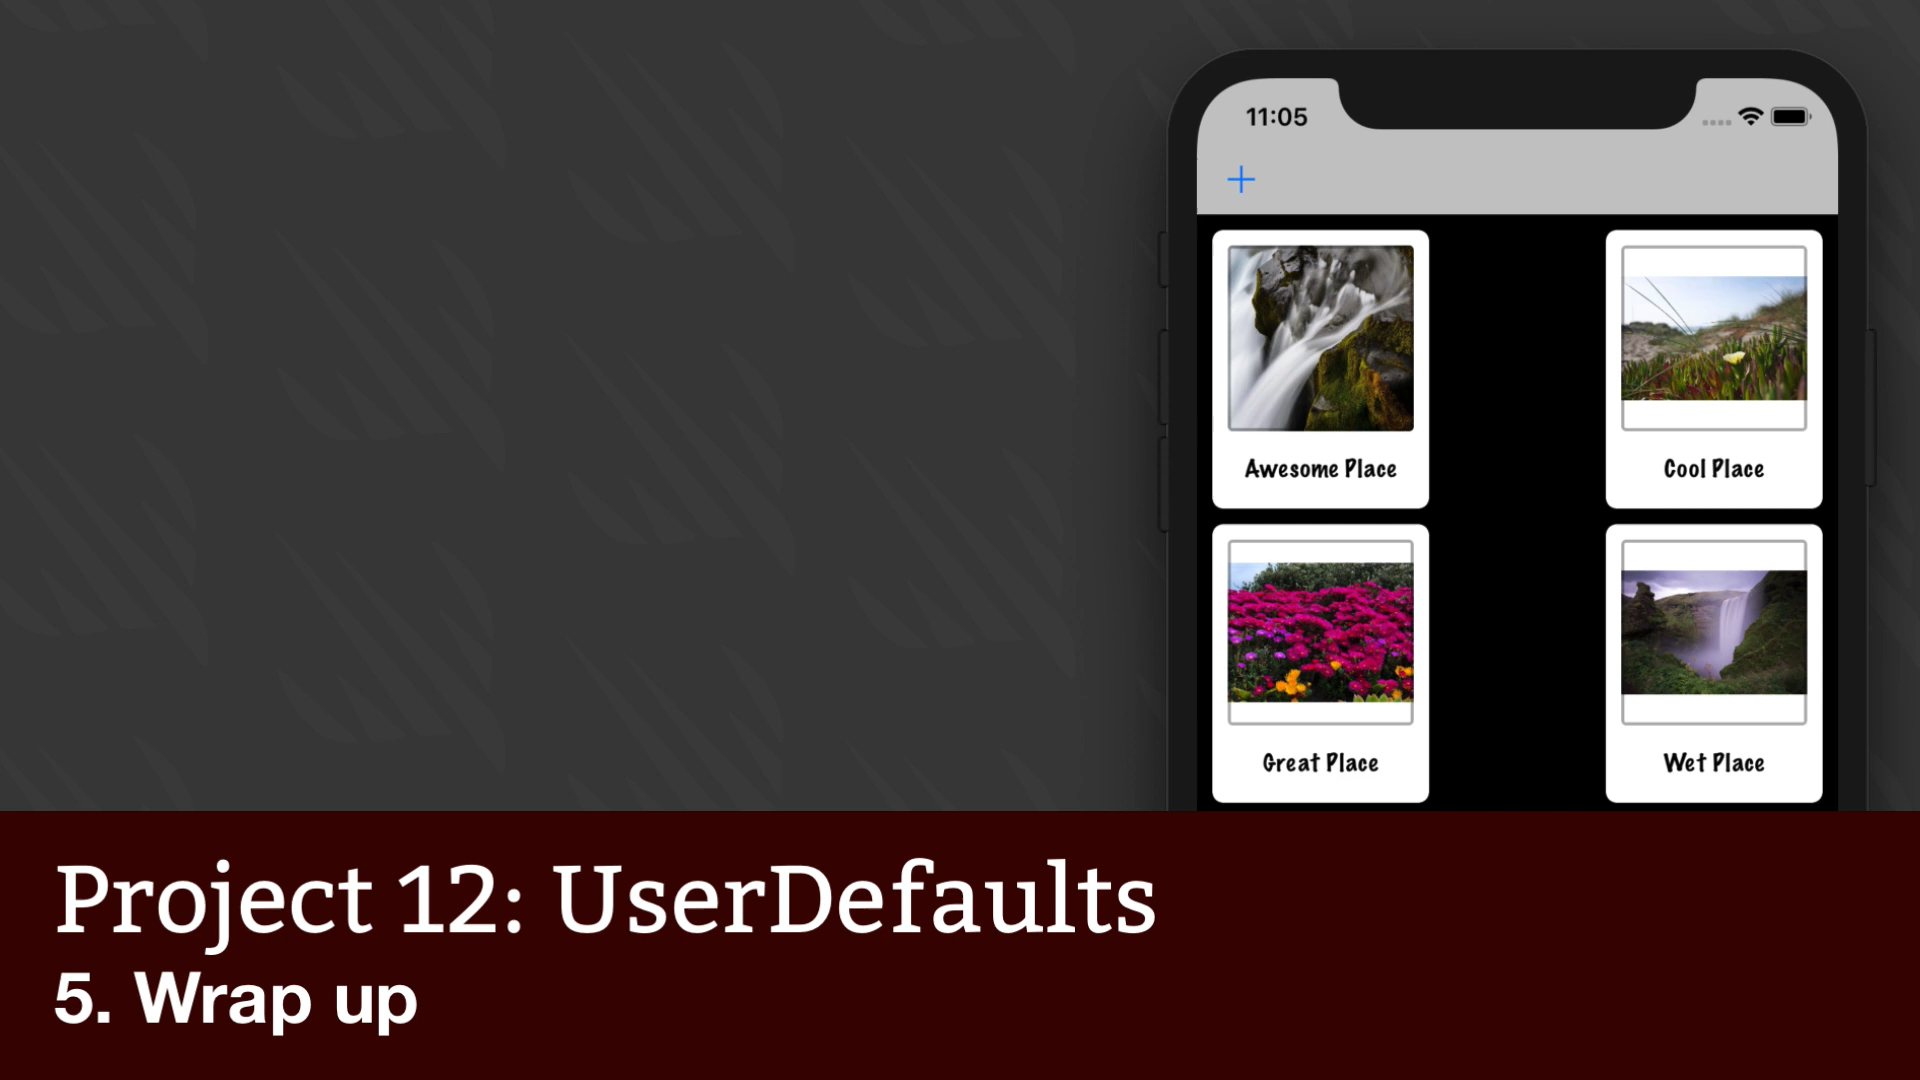 11:05
Awesome Place
Cool Place
Great Place
Wet Place
Project 12: UserDefaults
5. Wrap up